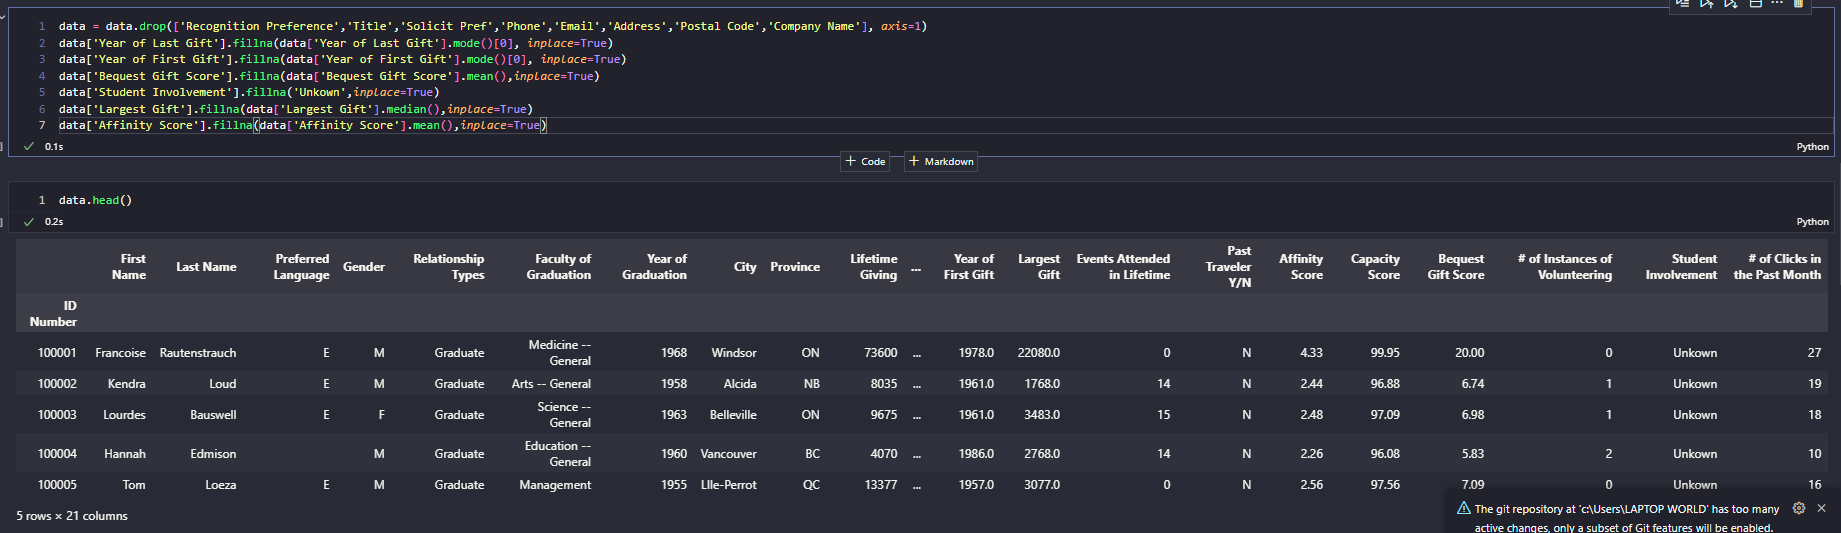 1 data = data.drop(['Recognition Preference','Title','Solicit Pref','Phone','Email','Address','Postal Code','Company Name'], axis=1)
2 data['Year of Last Gift'].fillna(data['Year of Last Gift'].mode()[0], inplace=True)
3 data['Year of First Gift'].fillna(data['Year of First Gift'].mode()[0], inplace=True)
4 data['Bequest Gift Score'].fillna(data['Bequest Gift Score'].mean(),inplace=True)
5 data['Student Involvement'].fillna('Unkown',inplace=True)
6 data['Largest Gift'].fillna(data['Largest Gift'].median(),inplace=True)
7 data['Affinity Score'].fillna(data['Affinity Score'].mean(),inplace=True)
0.1s Python
+ Code + Markdown
1 data.head()
0.2s Python
First Name Last Name Preferred Language Gender Relationship Types Faculty of Graduation Year of Graduation City Province Lifetime Giving ... Year of First Gift Largest Gift Events Attended in Lifetime Past Traveler Y/N Affinity Score Capacity Score Bequest Gift Score # of Instances of Volunteering Student Involvement # of Clicks in the Past Month
ID Number
100001 Francoise Rautenstrauch E M Graduate Medicine -- General 1968 Windsor ON 73600 ... 1978.0 22080.0 0 N 4.33 99.95 20.00 0 Unkown 27
100002 Kendra Loud E M Graduate Arts -- General 1958 Alcida NB 8035 ... 1961.0 1768.0 14 N 2.44 96.88 6.74 1 Unkown 19
100003 Lourdes Bauswell E F Graduate Science -- General 1963 Belleville ON 9675 ... 1961.0 3483.0 15 N 2.48 97.09 6.98 1 Unkown 18
100004 Hannah Edmison M Graduate Education -- General 1960 Vancouver BC 4070 ... 1986.0 2768.0 14 N 2.26 96.08 5.83 2 Unkown 10
100005 Tom Loeza E M Graduate Management 1955 Llle-Perrot QC 13377 ... 1957.0 3077.0 0 N 2.56 97.56 7.09 0 Unkown 16
5 rows × 21 columns
The git repository at 'c:\Users\LAPTOP WORLD' has too many
active changes, only a subset of Git features will be enabled.